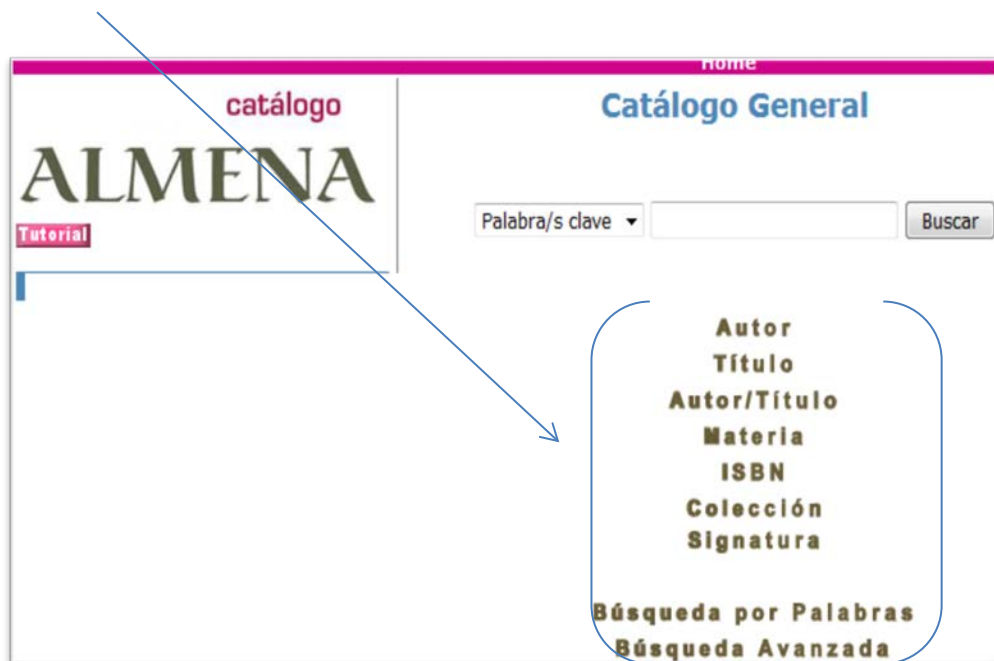 Home
catálogo
ALMENA
Tutorial
Catálogo General
Palabra/s clave
Buscar
Autor
Título
Autor/Título
Materia
ISBN
Colección
Signatura
Búsqueda por Palabras
Búsqueda Avanzada